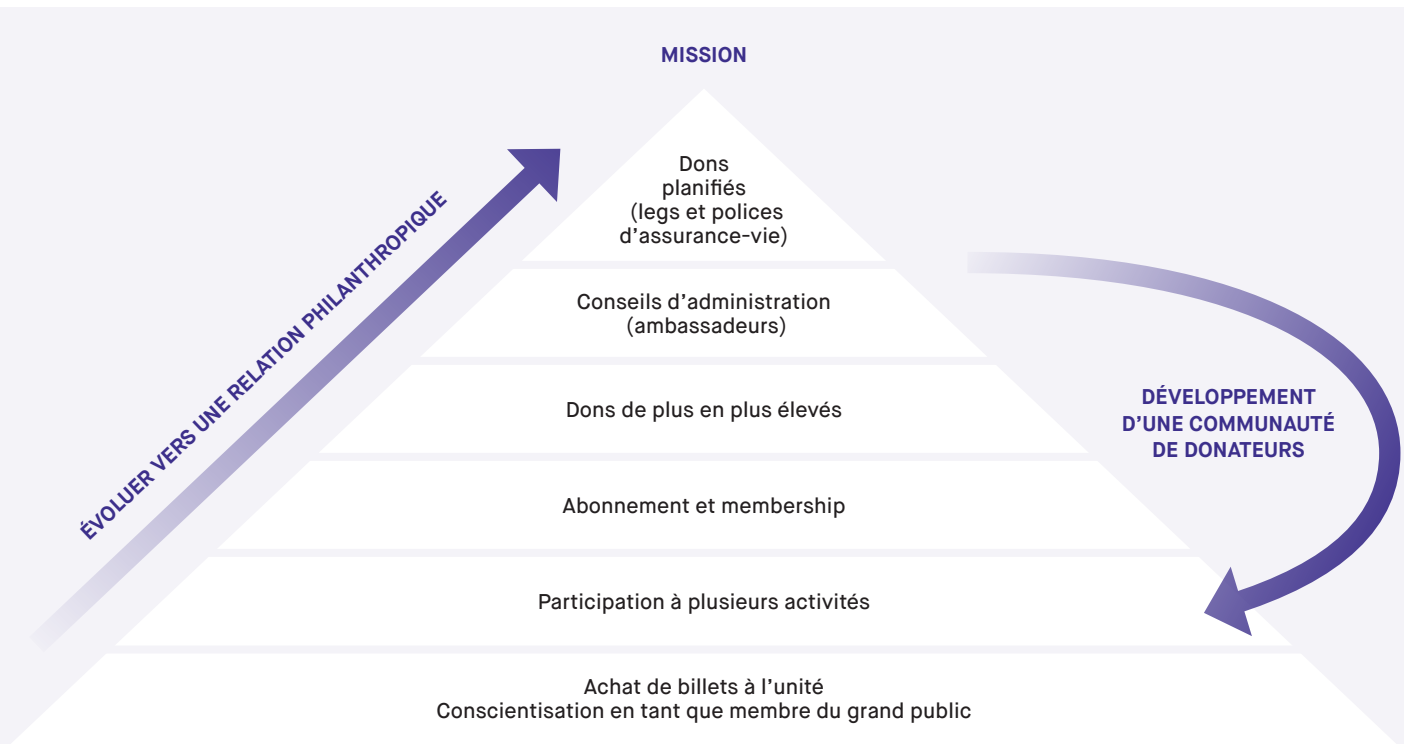 MISSION
Dons
planifiés
(legs et polices
d'assurance-vie)
Conseils d'administration
(ambassadeurs)
Dons de plus en plus élevés
Abonnement et membership
Participation à plusieurs activités
Achat de billets à l'unité
Conscientisation en tant que membre du grand public
ÉVOLUER VERS UNE RELATION PHILANTHROPIQUE
DÉVELOPPEMENT
D'UNE COMMUNAUTÉ
DE DONATEURS